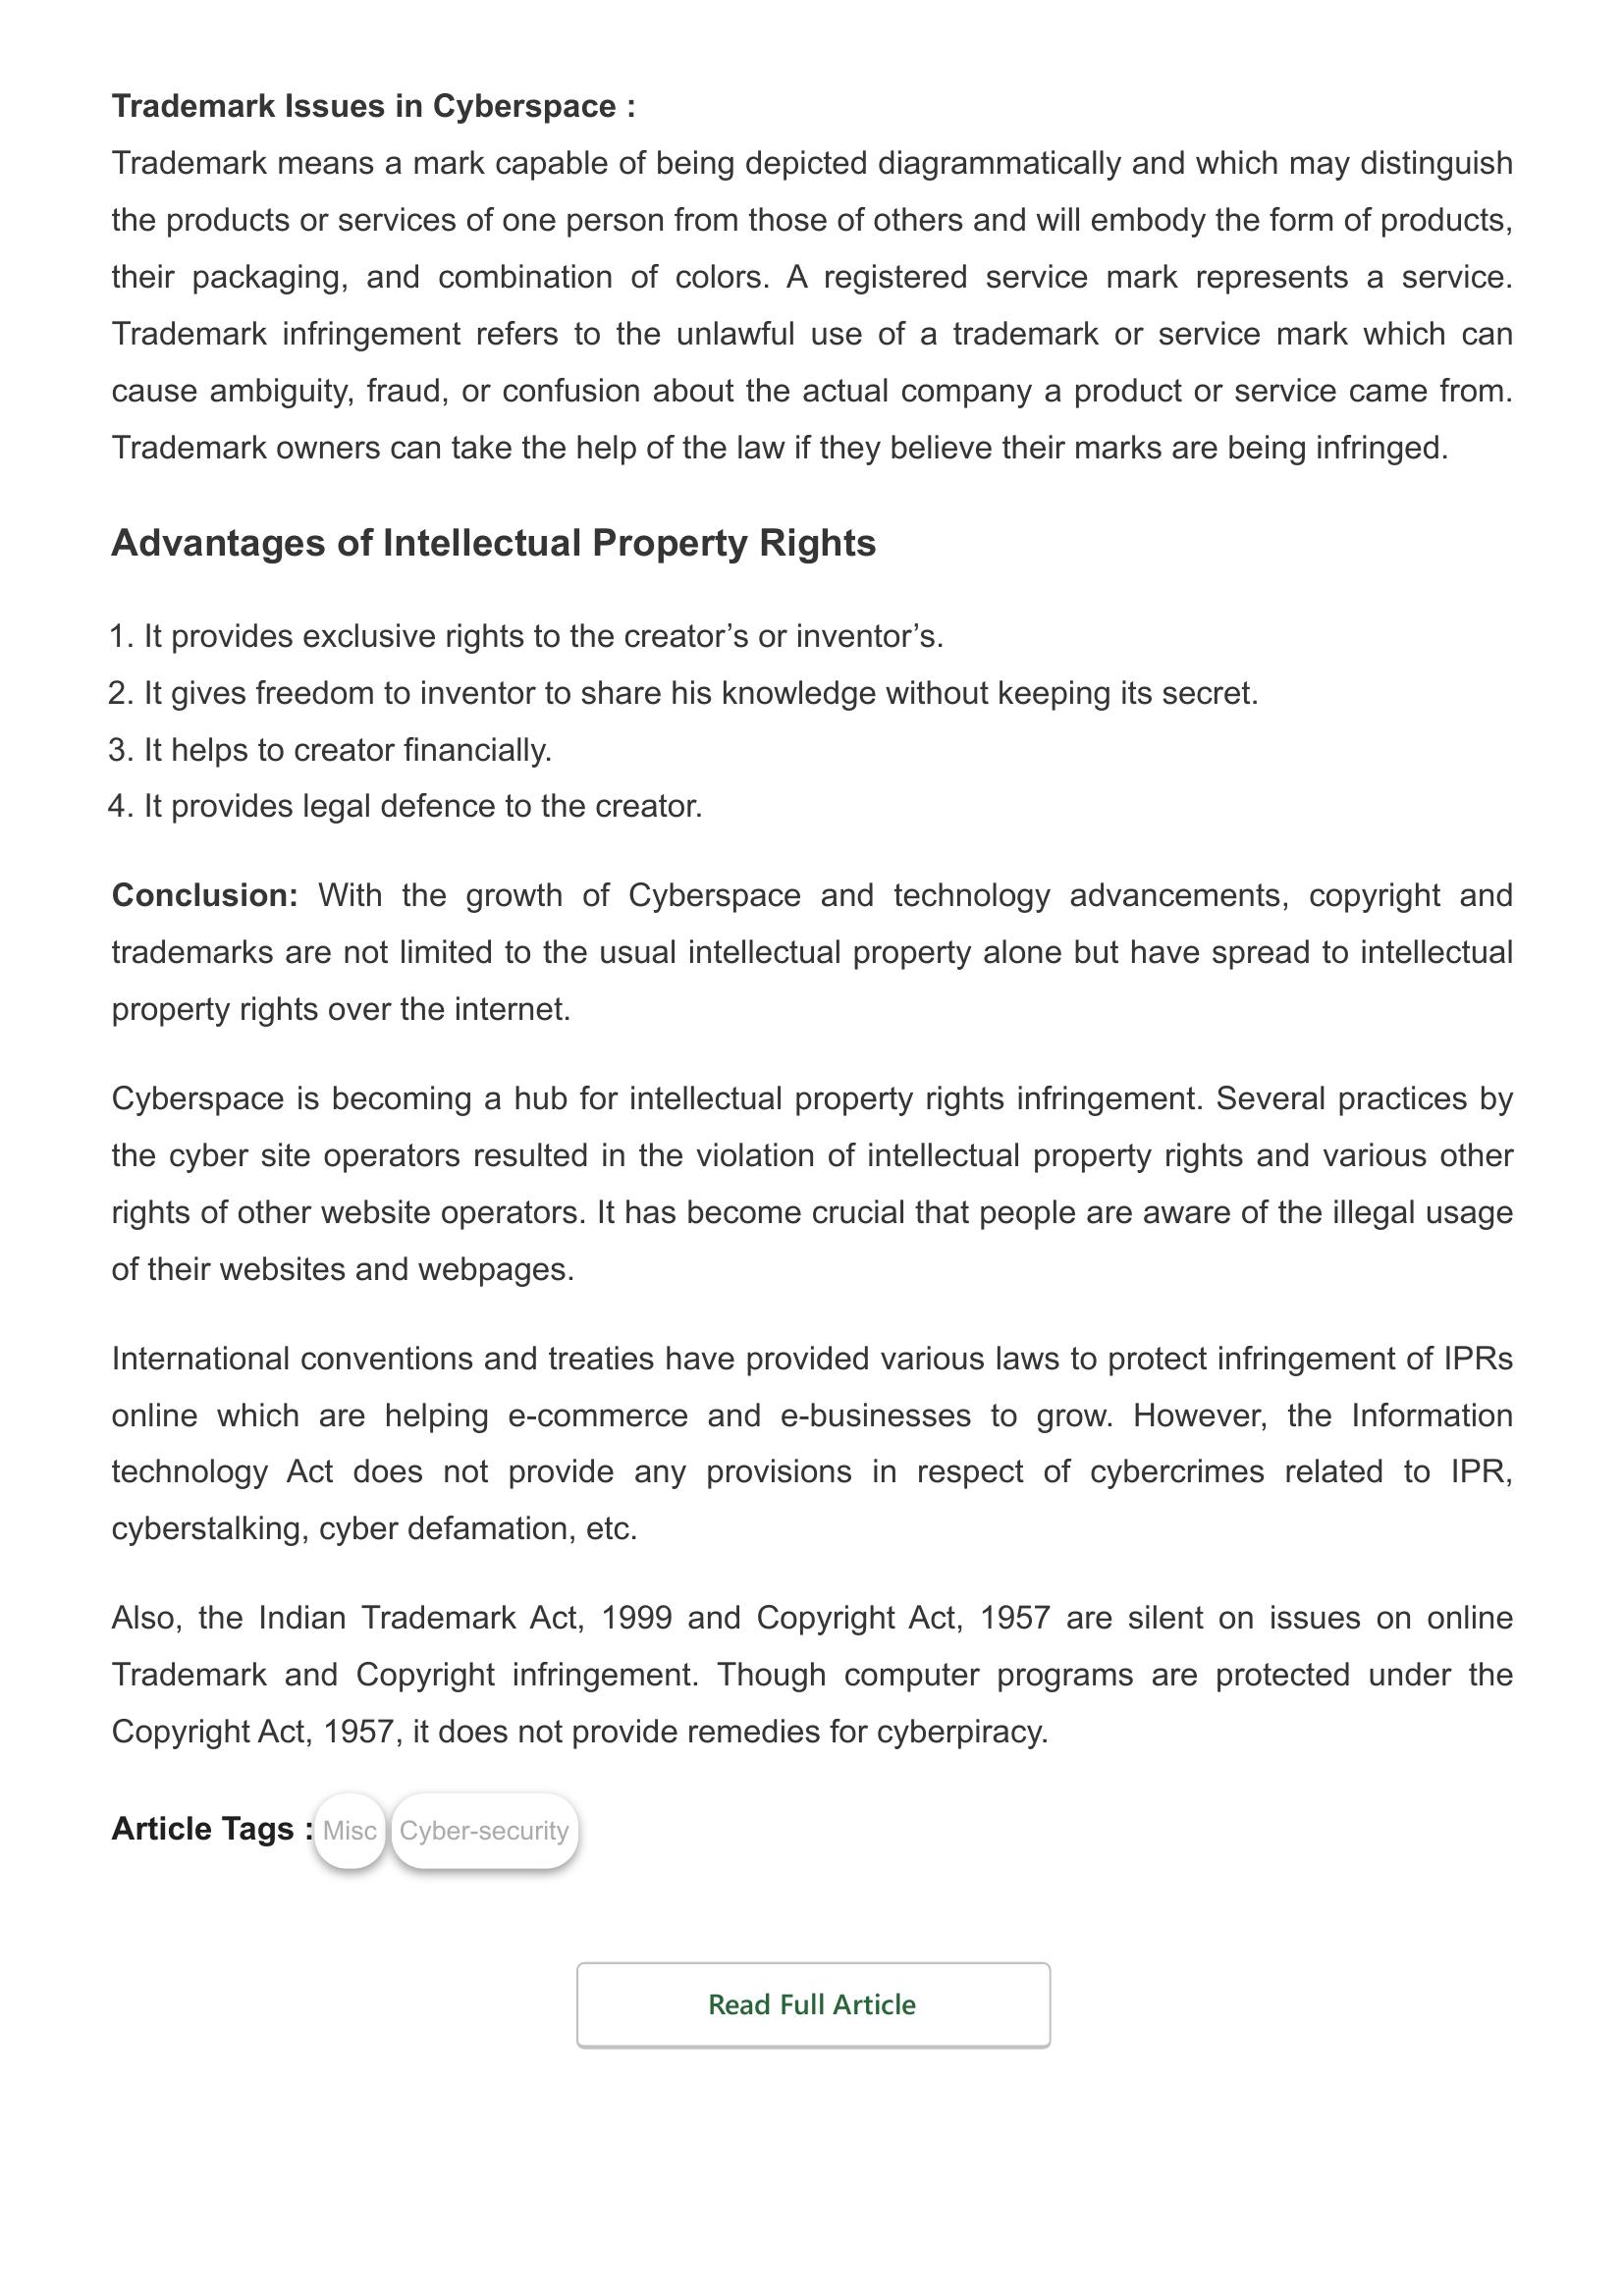 Trademark Issues in Cyberspace :
Trademark means a mark capable of being depicted diagrammatically and which may distinguish
the products or services of one person from those of others and will embody the form of products,
their packaging, and combination of colors. A registered service mark represents a service.
Trademark infringement refers to the unlawful use of a trademark or service mark which can
cause ambiguity, fraud, or confusion about the actual company a product or service came from.
Trademark owners can take the help of the law if they believe their marks are being infringed.
Advantages of Intellectual Property Rights
1. It provides exclusive rights to the creator’s or inventor’s.
2. It gives freedom to inventor to share his knowledge without keeping its secret.
3. It helps to creator financially.
4. It provides legal defence to the creator.
Conclusion: With the growth of Cyberspace and technology advancements, copyright and
trademarks are not limited to the usual intellectual property alone but have spread to intellectual
property rights over the internet.
Cyberspace is becoming a hub for intellectual property rights infringement. Several practices by
the cyber site operators resulted in the violation of intellectual property rights and various other
rights of other website operators. It has become crucial that people are aware of the illegal usage
of their websites and webpages.
International conventions and treaties have provided various laws to protect infringement of IPRs
online which are helping e-commerce and e-businesses to grow. However, the Information
technology Act does not provide any provisions in respect of cybercrimes related to IPR,
cyberstalking, cyber defamation, etc.
Also, the Indian Trademark Act, 1999 and Copyright Act, 1957 are silent on issues on online
Trademark and Copyright infringement. Though computer programs are protected under the
Copyright Act, 1957, it does not provide remedies for cyberpiracy.
Article Tags : Misc Cyber-security
Read Full Article